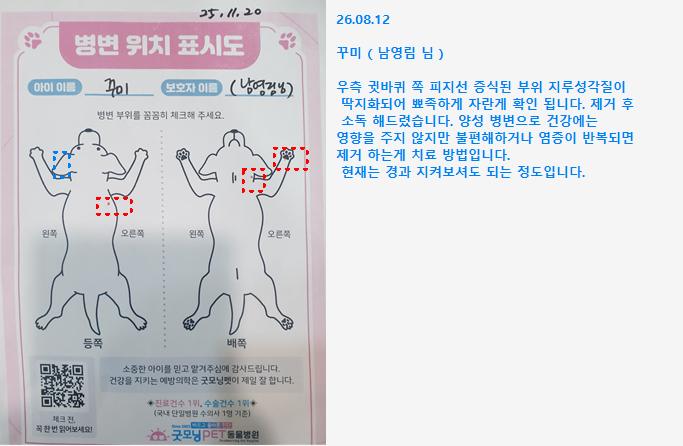 25.11.20
병변 위치 표시도
아이 이름 꾸미 보호자 이름 (남영림님)
병변 부위를 꼼꼼히 체크해 주세요.
왼쪽 오른쪽 왼쪽 오른쪽
등쪽 배쪽
소중한 아이를 믿고 맡겨주심에 감사드립니다.
건강을 지키는 예방의학은 굿모닝펫이 제일 잘 합니다.
체크 전,
꼭 한 번 읽어보세요!
진료건수 1위, 수술건수 1위
(국내 단일병원 수의사 1명 기준)
굿모닝PET동물병원
26.08.12
꾸미 ( 남영림 님 )
우측 귓바퀴 쪽 피지선 증식된 부위 지루성각질이
딱지화되어 뾰족하게 자란게 확인 됩니다. 제거 후
소독 해드렸습니다. 양성 병변으로 건강에는
영향을 주지 않지만 불편해하거나 염증이 반복되면
제거 하는게 치료 방법입니다.
현재는 경과 지켜보셔도 되는 정도입니다.